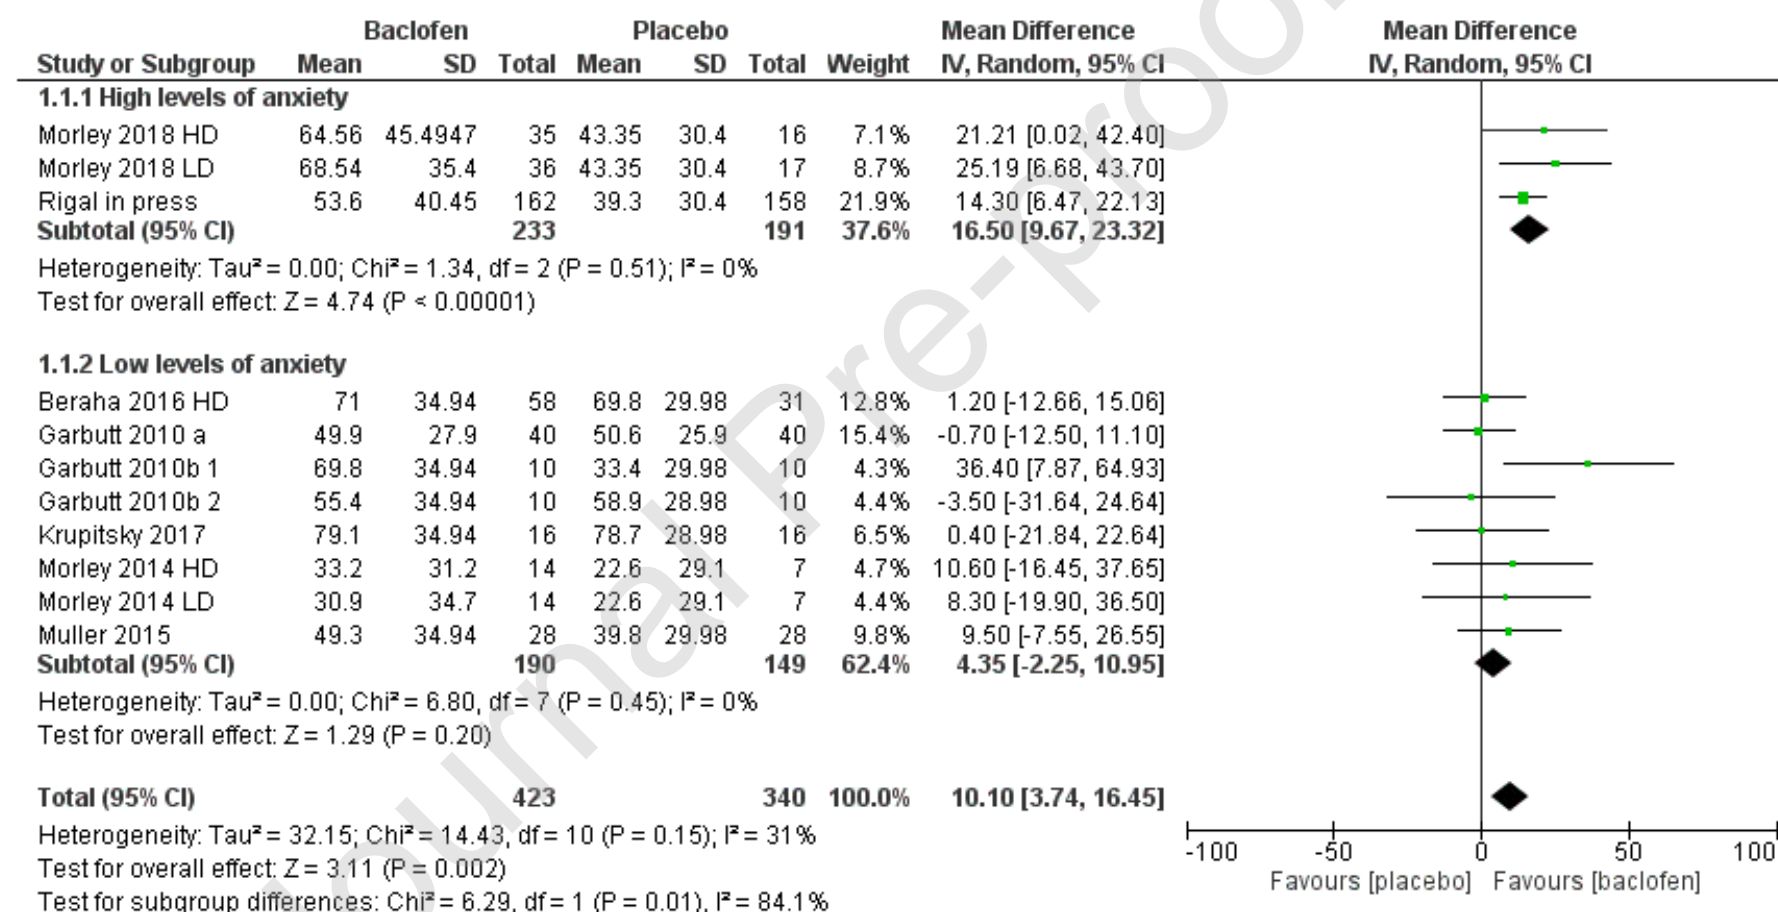 Baclofen Placebo Mean Difference Mean Difference
Study or Subgroup Mean SD Total Mean SD Total Weight IV, Random, 95% CI IV, Random, 95% CI
1.1.1 High levels of anxiety
Morley 2018 HD 64.56 45.4947 35 43.35 30.4 16 7.1% 21.21 [0.02, 42.40]
Morley 2018 LD 68.54 35.4 36 43.35 30.4 17 8.7% 25.19 [6.68, 43.70]
Rigal in press 53.6 40.45 162 39.3 30.4 158 21.9% 14.30 [6.47, 22.13]
Subtotal (95% CI) 233 191 37.6% 16.50 [9.67, 23.32]
Heterogeneity: Tau² = 0.00; Chi² = 1.34, df = 2 (P = 0.51); I² = 0%
Test for overall effect: Z = 4.74 (P < 0.00001)
1.1.2 Low levels of anxiety
Beraha 2016 HD 71 34.94 58 69.8 29.98 31 12.8% 1.20 [-12.66, 15.06]
Garbutt 2010 a 49.9 27.9 40 50.6 25.9 40 15.4% -0.70 [-12.50, 11.10]
Garbutt 2010b 1 69.8 34.94 10 33.4 29.98 10 4.3% 36.40 [7.87, 64.93]
Garbutt 2010b 2 55.4 34.94 10 58.9 28.98 10 4.4% -3.50 [-31.64, 24.64]
Krupitsky 2017 79.1 34.94 16 78.7 28.98 16 6.5% 0.40 [-21.84, 22.64]
Morley 2014 HD 33.2 31.2 14 22.6 29.1 7 4.7% 10.60 [-16.45, 37.65]
Morley 2014 LD 30.9 34.7 14 22.6 29.1 7 4.4% 8.30 [-19.90, 36.50]
Muller 2015 49.3 34.94 28 39.8 29.98 28 9.8% 9.50 [-7.55, 26.55]
Subtotal (95% CI) 190 149 62.4% 4.35 [-2.25, 10.95]
Heterogeneity: Tau² = 0.00; Chi² = 6.80, df = 7 (P = 0.45); I² = 0%
Test for overall effect: Z = 1.29 (P = 0.20)
Total (95% CI) 423 340 100.0% 10.10 [3.74, 16.45]
Heterogeneity: Tau² = 32.15; Chi² = 14.43, df = 10 (P = 0.15); I² = 31%
Test for overall effect: Z = 3.11 (P = 0.002)
Test for subgroup differences: Chi² = 6.29, df = 1 (P = 0.01), I² = 84.1%
-100 -50 0 50 100
Favours [placebo] Favours [baclofen]
Journal Pre-proo